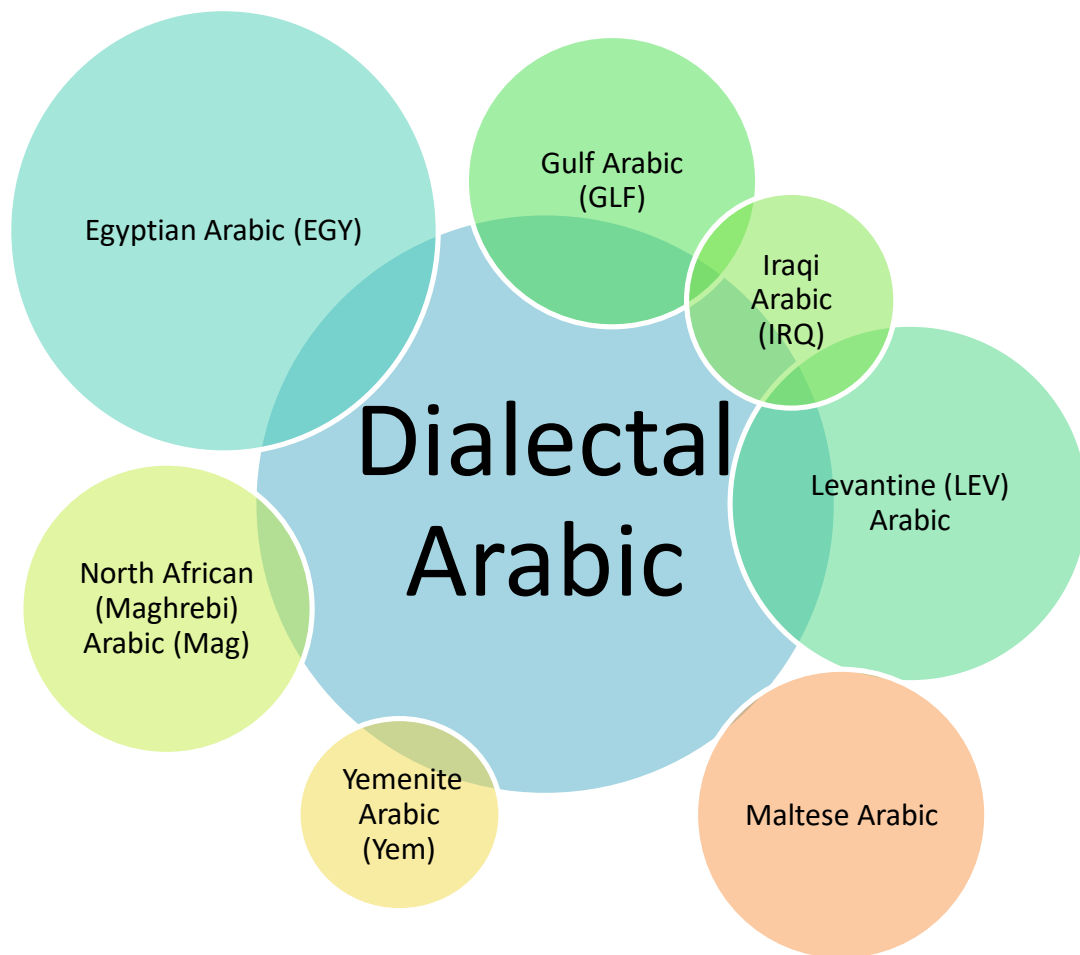 Egyptian Arabic (EGY)
Gulf Arabic
(GLF)
Iraqi
Arabic
(IRQ)
Dialectal
Arabic
Levantine (LEV)
Arabic
North African
(Maghrebi)
Arabic (Mag)
Yemenite
Arabic
(Yem)
Maltese Arabic